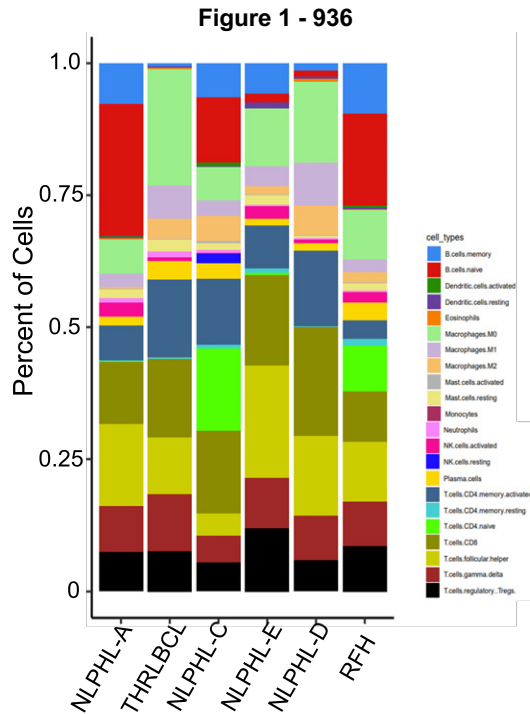 Figure 1 - 936
Percent of Cells
1.0
0.75
0.5
0.25
0
NLPHL-A
THRLBCL
NLPHL-C
NLPHL-E
NLPHL-D
RFH
cell_types
B.cells.memory
B.cells.naive
Dendritic.cells.activated
Dendritic.cells.resting
Eosinophils
Macrophages.M0
Macrophages.M1
Macrophages.M2
Mast.cells.activated
Mast.cells.resting
Monocytes
Neutrophils
NK.cells.activated
NK.cells.resting
Plasma.cells
T.cells.CD4.memory.activated
T.cells.CD4.memory.resting
T.cells.CD4.naive
T.cells.CD8
T.cells.follicular.helper
T.cells.gamma.delta
T.cells.regulatory..Tregs.